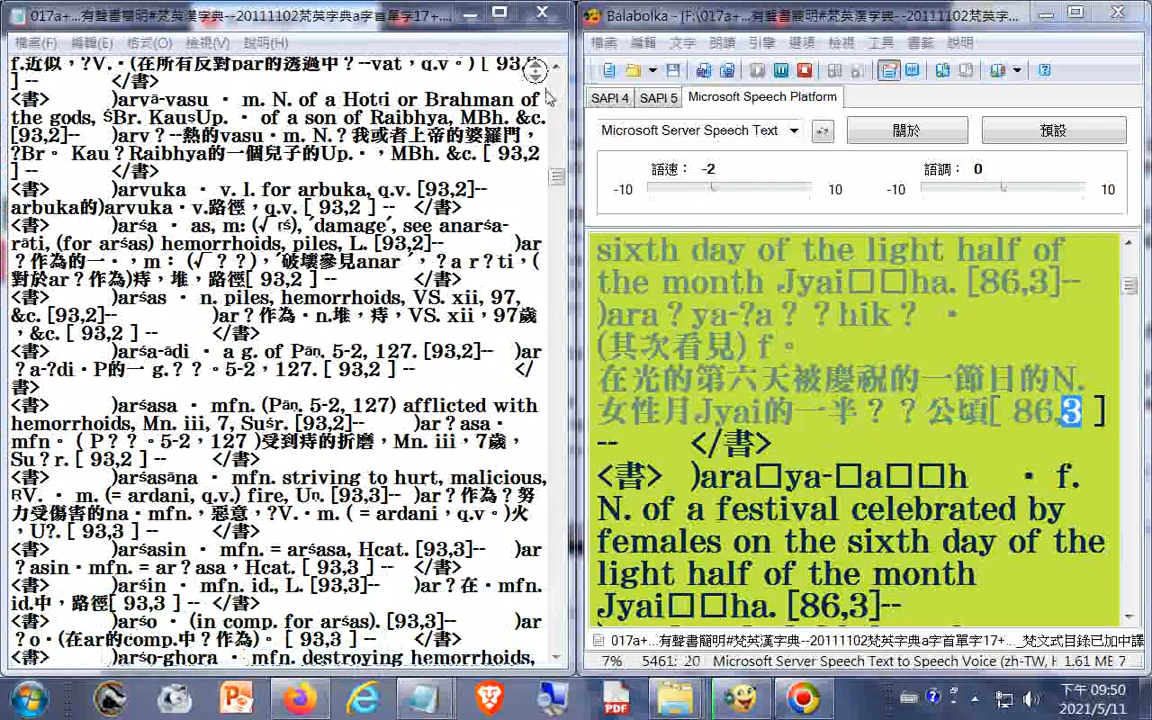 017a+...有聲書簡明#梵英漢字典--20111102梵英字典a字首單字17+...
檔案(F) 編輯(E) 格式(O) 檢視(V) 說明(H)
f.近似，?V.·(在所有反對par的透過中？--vat，q.v。)[ 93,2
] -- </書>
<書> )arvā-vasu · m. N. of a Hotṛi or Brahman of
the gods, ŚBr. KauṣUp. · of a son of Raibhya, MBh. &c.
[93,2]-- )arv？--熱的vasu·m. N.？我或者上帝的婆羅門，
?Br。 Kau？Raibhya的一個兒子的Up.·，MBh. &c. [ 93,2
] -- </書>
<書> )arvuka · v. l. for arbuka, q.v. [93,2]--
arbuka的)arvuka·v.路徑，q.v. [ 93,2 ] -- </書>
<書> )arśa · as, m: (√ ṛś), 'damage', see anarśa-
rāti, (for arśas) hemorrhoids, piles, L. [93,2]-- )ar
？作為的一·，m：(√ ？？)，'破壞參見anar '，？a r？ti，(
對於ar？作為)痔，堆，路徑[ 93,2 ] -- </書>
<書> )arśas · n. piles, hemorrhoids, VS. xii, 97,
&c. [93,2]-- )ar？作為·n.堆，痔，VS. xii，97歲
，&c. [ 93,2 ] -- </書>
<書> )arśa-ādi · a g. of Pāṇ. 5-2, 127. [93,2]-- )ar
？a-?di·P的一 g.？？。5-2，127. [ 93,2 ] -- </
書>
<書> )arśasa · mfn. (Pāṇ. 5-2, 127) afflicted with
hemorrhoids, Mn. iii, 7, Suśr. [93,2]-- )ar？asa·
mfn。( P？？。5-2，127 )受到痔的折磨，Mn. iii，7歲，
Su？r. [ 93,2 ] -- </書>
<書> )arśasāna · mfn. striving to hurt, malicious,
RV. · m. (= ardani, q.v.) fire, Uṇ. [93,3]-- )ar？作為？努
力受傷害的na·mfn.，惡意，?V.·m. ( = ardani，q.v。)火
，U?. [ 93,3 ] -- </書>
<書> )arśasin · mfn. = arśasa, Hcat. [93,3]-- )ar
？asin·mfn. = ar？asa，Hcat. [ 93,3 ] -- </書>
<書> )arśin · mfn. id., L. [93,3]-- )ar？在·mfn.
id.中，路徑[ 93,3 ] -- </書>
<書> )arśo · (in comp. for arśas). [93,3]-- )ar
？o·(在ar的comp.中？作為)。[ 93,3 ] -- </書>
<書> )arśo-ghora · mfn. destroying hemorrhoids,
Balabolka - [F:\017a+...有聲書簡明#梵英漢字典--20111102梵英字...
檔案 編輯 文字 朗讀 引擎 選項 檢視 工具 書籤 說明
SAPI 4 SAPI 5 Microsoft Speech Platform
Microsoft Server Speech Text 關於 預設
語速： -2 語調： 0
-10 10 -10 10
sixth day of the light half of
the month Jyai□□ha. [86,3]--
)ara？ya-?a？？hik？ ·
(其次看見) f。
在光的第六天被慶祝的一節日的N.
女性月Jyai的一半？？公頃[ 86,3 ]
-- </書>
<書> )ara□ya-□a□□h · f.
N. of a festival celebrated by
females on the sixth day of the
light half of the month
Jyai□□ha. [86,3]--
017a+...有聲書簡明#梵英漢字典--20111102梵英字典a字首單字17+..._梵文式目錄已加中譯
7% 5461: 20 Microsoft Server Speech Text to Speech Voice (zh-TW, H 1.61 MB 7
下午 09:50
2021/5/11